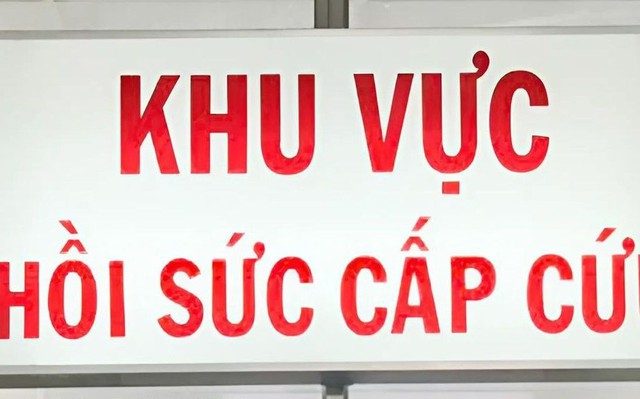 KHU VỰC
HỒI SỨC CẤP CỨU